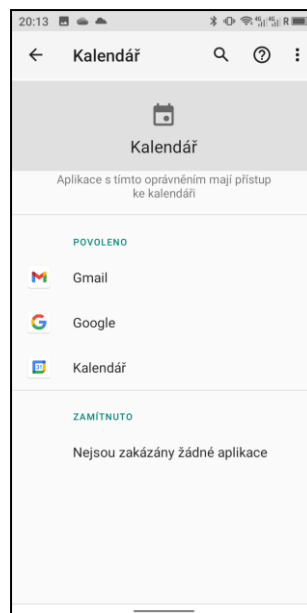 20:13
Kalendář
Kalendář
Aplikace s tímto oprávněním mají přístup
ke kalendáři
POVOLENO
Gmail
Google
Kalendář
ZAMÍTNUTO
Nejsou zakázány žádné aplikace